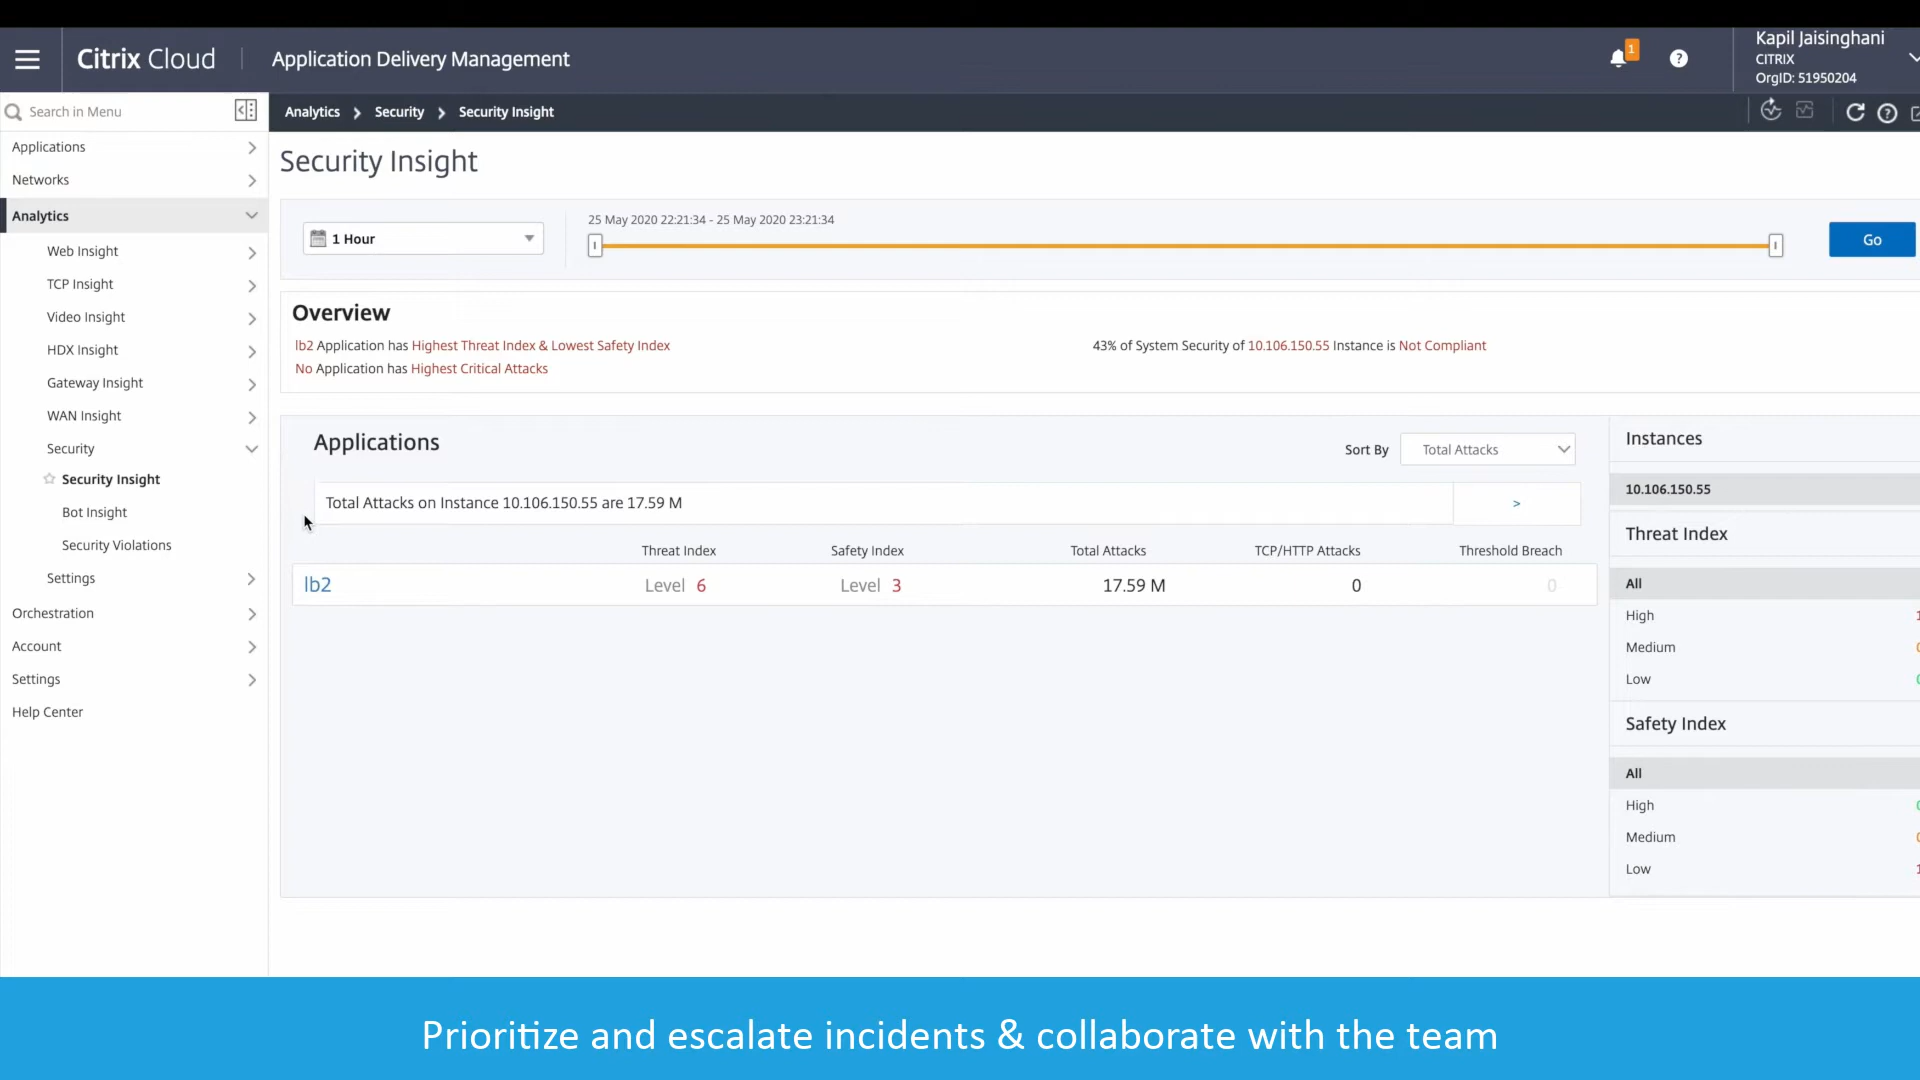 Citrix Cloud
Application Delivery Management
1
?
Kapil Jaisinghani
CITRIX
OrgID: 51950204
Search in Menu
Analytics > Security > Security Insight
Applications
Networks
Analytics
Web Insight
TCP Insight
Video Insight
HDX Insight
Gateway Insight
WAN Insight
Security
Security Insight
Bot Insight
Security Violations
Settings
Orchestration
Account
Settings
Help Center
Security Insight
1 Hour
25 May 2020 22:21:34 - 25 May 2020 23:21:34
Go
Overview
lb2 Application has Highest Threat Index & Lowest Safety Index
No Application has Highest Critical Attacks
43% of System Security of 10.106.150.55 Instance is Not Compliant
Applications
Sort By Total Attacks
Total Attacks on Instance 10.106.150.55 are 17.59 M >
Threat Index Safety Index Total Attacks TCP/HTTP Attacks Threshold Breach
lb2 Level 6 Level 3 17.59 M 0 0
Instances
10.106.150.55
Threat Index
All
High
Medium
Low
Safety Index
All
High
Medium
Low
Prioritize and escalate incidents & collaborate with the team